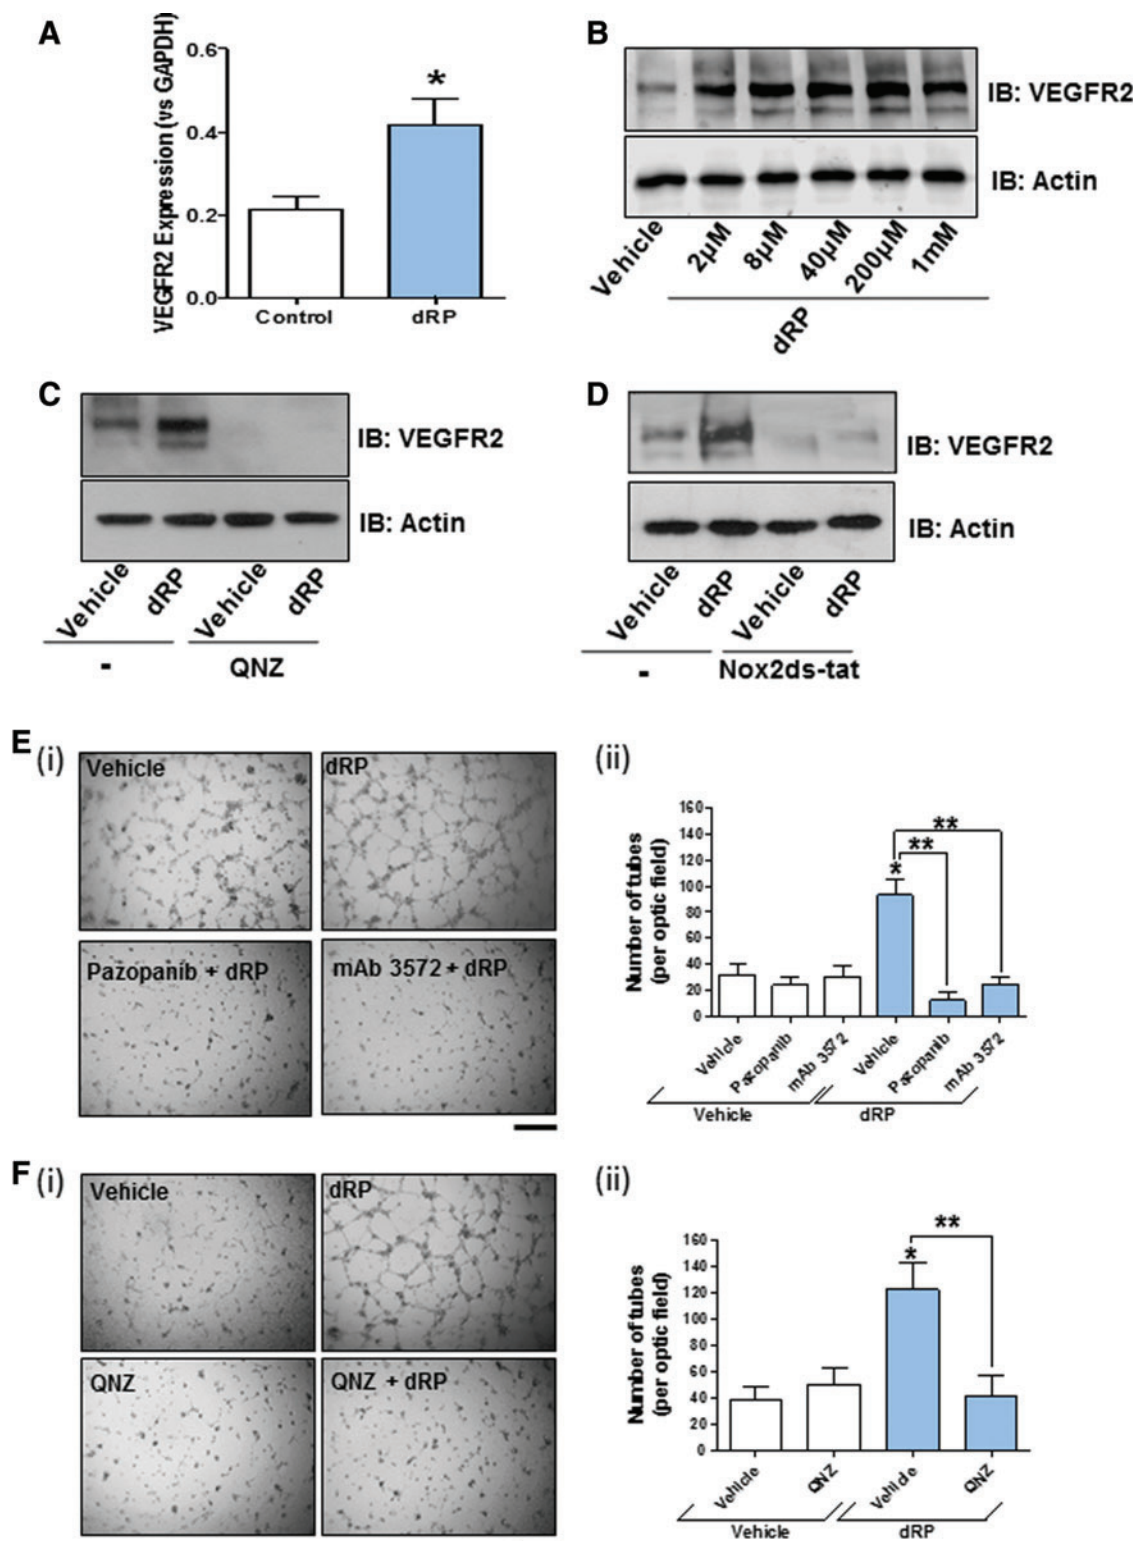 A
VEGFR2 Expression (vs GAPDH)
0.6
0.4
0.2
0.0
*
Control
dRP
B
IB: VEGFR2
IB: Actin
Vehicle
2µM
8µM
40µM
200µM
1mM
dRP
C
IB: VEGFR2
IB: Actin
Vehicle
dRP
Vehicle
dRP
-
QNZ
D
IB: VEGFR2
IB: Actin
Vehicle
dRP
Vehicle
dRP
-
Nox2ds-tat
E
(i)
Vehicle
dRP
Pazopanib + dRP
mAb 3572 + dRP
(ii)
Number of tubes
(per optic field)
160
140
120
100
80
60
40
20
0
**
**
*
Vehicle
Pazopanib
mAb 3572
Vehicle
Pazopanib
mAb 3572
Vehicle
dRP
F
(i)
Vehicle
dRP
QNZ
QNZ + dRP
(ii)
Number of tubes
(per optic field)
160
140
120
100
80
60
40
20
0
**
*
Vehicle
QNZ
Vehicle
QNZ
Vehicle
dRP